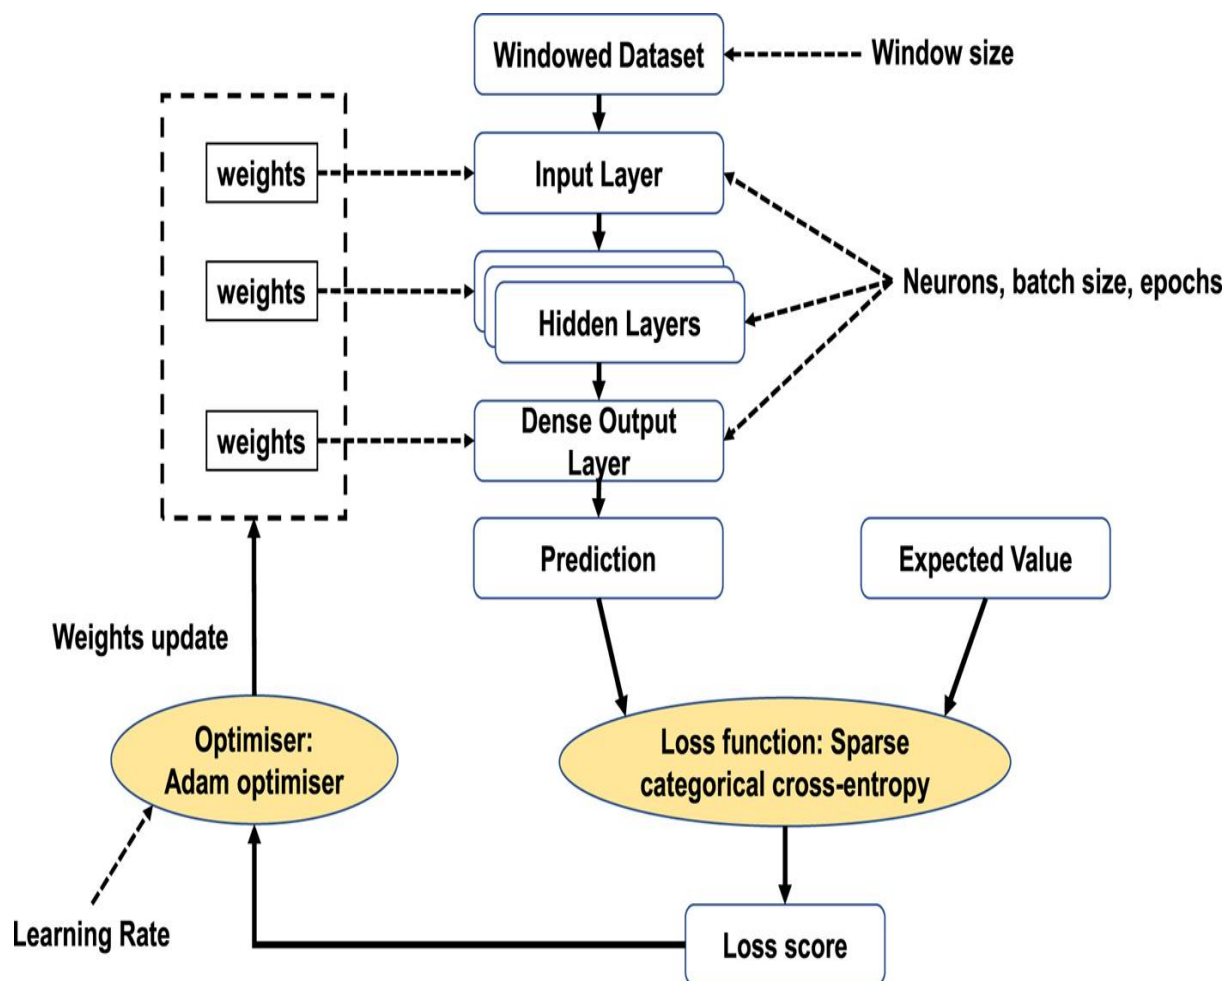 Windowed Dataset
Window size
weights
Input Layer
weights
Neurons, batch size, epochs
Hidden Layers
weights
Dense Output
Layer
Prediction
Expected Value
Weights update
Optimiser:
Adam optimiser
Loss function: Sparse
categorical cross-entropy
Learning Rate
Loss score